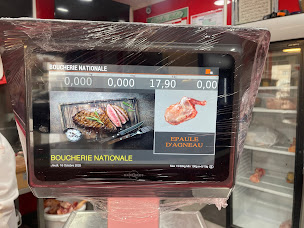 BOUCHERIE NATIONALE
0,000 0,000 17,90 0,00
EPAULE
D'AGNEAU
BOUCHERIE NATIONALE